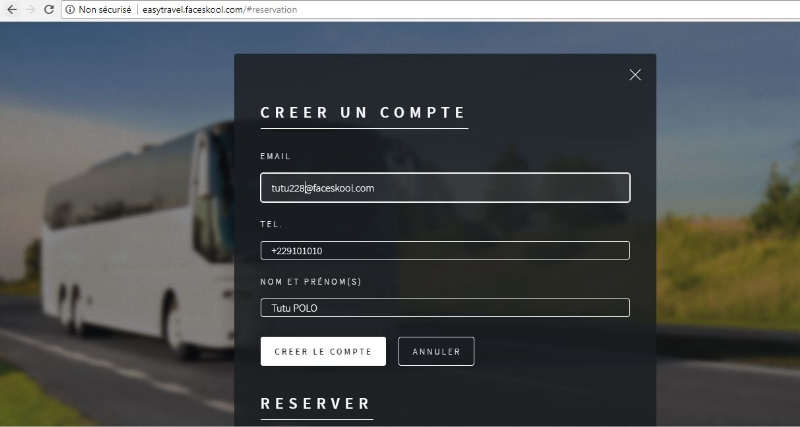 Non sécurisé easytravel.faceskool.com/#reservation
CREER UN COMPTE
EMAIL
tutu228@faceskool.com
TEL.
+229101010
NOM ET PRÉNOM(S)
Tutu POLO
CREER LE COMPTE ANNULER
RESERVER